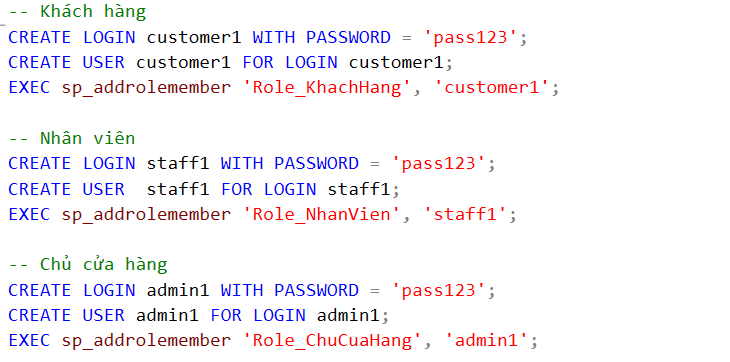 -- Khách hàng
CREATE LOGIN customer1 WITH PASSWORD = 'pass123';
CREATE USER customer1 FOR LOGIN customer1;
EXEC sp_addrolemember 'Role_KhachHang', 'customer1';

-- Nhân viên
CREATE LOGIN staff1 WITH PASSWORD = 'pass123';
CREATE USER  staff1 FOR LOGIN staff1;
EXEC sp_addrolemember 'Role_NhanVien', 'staff1';

-- Chủ cửa hàng
CREATE LOGIN admin1 WITH PASSWORD = 'pass123';
CREATE USER admin1 FOR LOGIN admin1;
EXEC sp_addrolemember 'Role_ChuCuaHang', 'admin1';